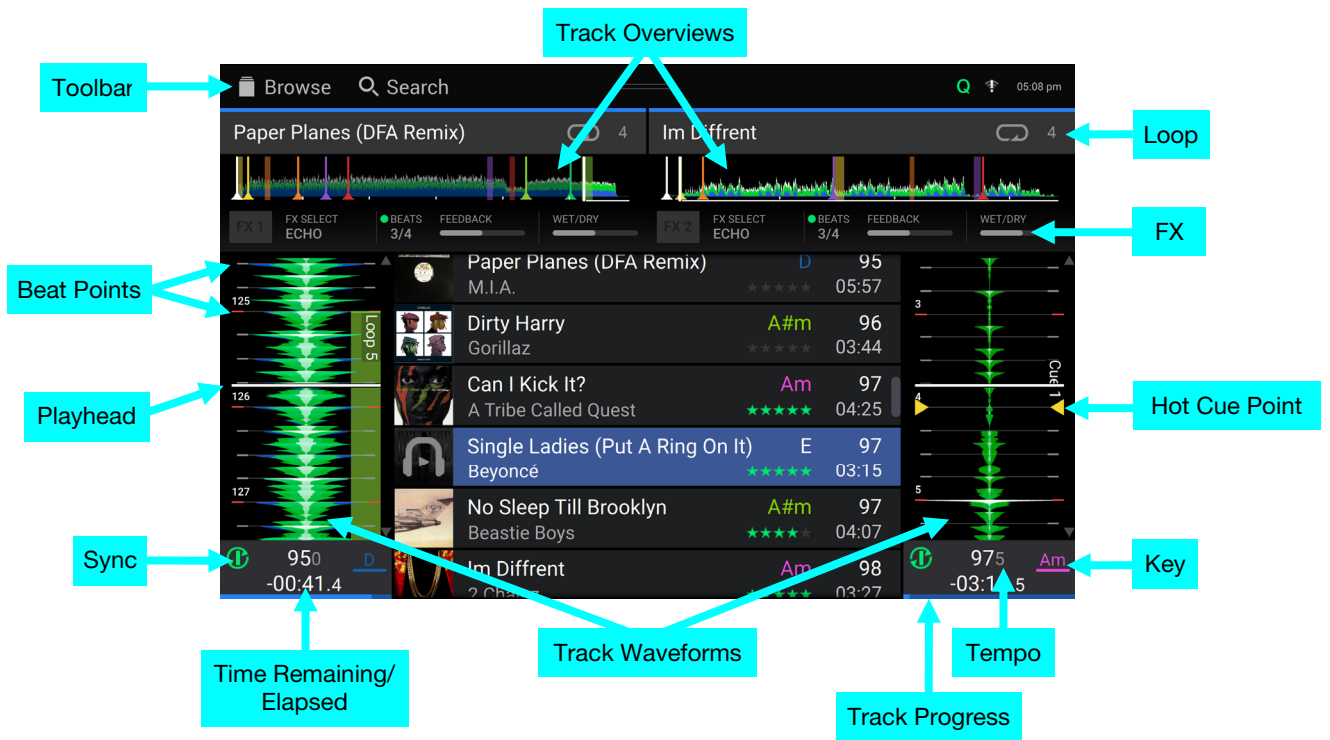 Track Overviews
Toolbar
Browse
Search
Q
05:08 pm
Paper Planes (DFA Remix)
4
Im Diffrent
4
Loop
FX 1
FX SELECT
ECHO
BEATS
3/4
FEEDBACK
WET/DRY
FX 2
FX SELECT
ECHO
BEATS
3/4
FEEDBACK
WET/DRY
FX
Beat Points
125
Loop 5
Playhead
126
127
Paper Planes (DFA Remix) D 95
M.I.A. 05:57
Dirty Harry A#m 96
Gorillaz 03:44
Can I Kick It? Am 97
A Tribe Called Quest 04:25
Single Ladies (Put A Ring On It) E 97
Beyoncé 03:15
No Sleep Till Brooklyn A#m 97
Beastie Boys 04:07
Im Diffrent Am 98
03:27
3
Cue 1
4
5
Hot Cue Point
Sync
950
D
-00:41.4
975
Am
Key
Time Remaining/
Elapsed
Track Waveforms
Tempo
Track Progress